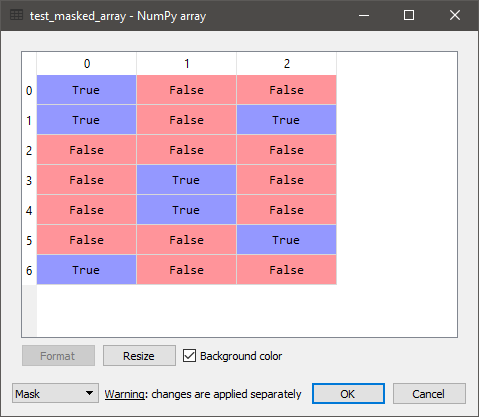 test_masked_array - NumPy array
0 1 2
0 True False False
1 True False True
2 False False False
3 False True False
4 False True False
5 False False True
6 True False False
Format Resize Background color
Mask Warning: changes are applied separately OK Cancel